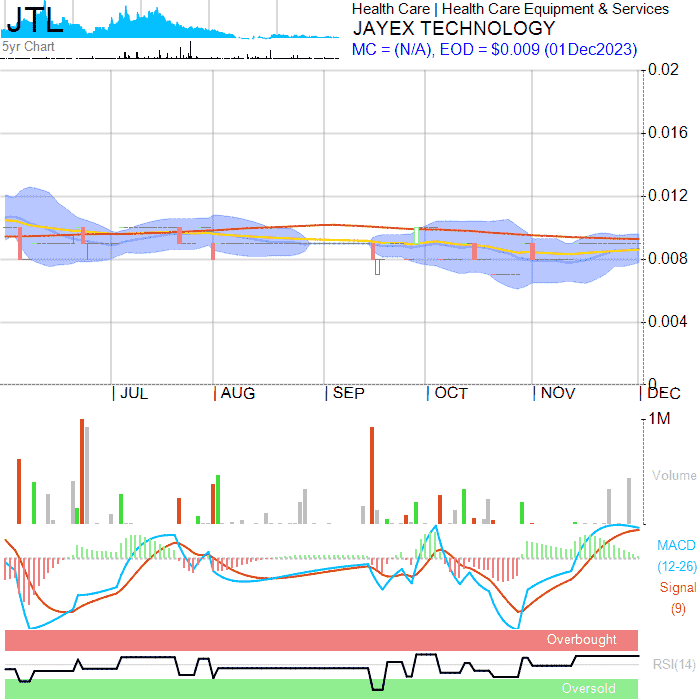 JTL
5yr Chart
Health Care | Health Care Equipment & Services
JAYEX TECHNOLOGY
MC = (N/A), EOD = $0.009 (01Dec2023)
0.02
0.016
0.012
0.008
0.004
0
JUL
AUG
SEP
OCT
NOV
DEC
1M
Volume
MACD
(12-26)
Signal
(9)
Overbought
RSI(14)
Oversold